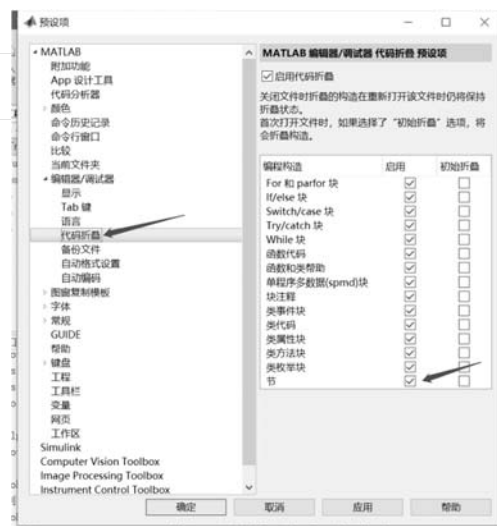 预设项
MATLAB
附加功能
App 设计工具
代码分析器
颜色
命令历史记录
命令行窗口
比较
当前文件夹
编辑器/调试器
显示
Tab 键
语言
代码折叠
备份文件
自动格式设置
自动编码
图窗复制模板
字体
常规
GUIDE
帮助
键盘
工程
工具栏
变量
网页
工作区
Simulink
Computer Vision Toolbox
Image Processing Toolbox
Instrument Control Toolbox
MATLAB 编辑器/调试器 代码折叠 预设项
启用代码折叠
关闭文件时折叠的构造在重新打开该文件时仍将保持
折叠状态。
首次打开文件时，如果选择了“初始折叠”选项，将
会折叠构造。
编程构造 启用 初始折叠
For 和 parfor 块
If/else 块
Switch/case 块
Try/catch 块
While 块
函数代码
函数和类帮助
单程序多数据(spmd)块
块注释
类事件块
类代码
类属性块
类方法块
类枚举块
节
确定 取消 应用 帮助